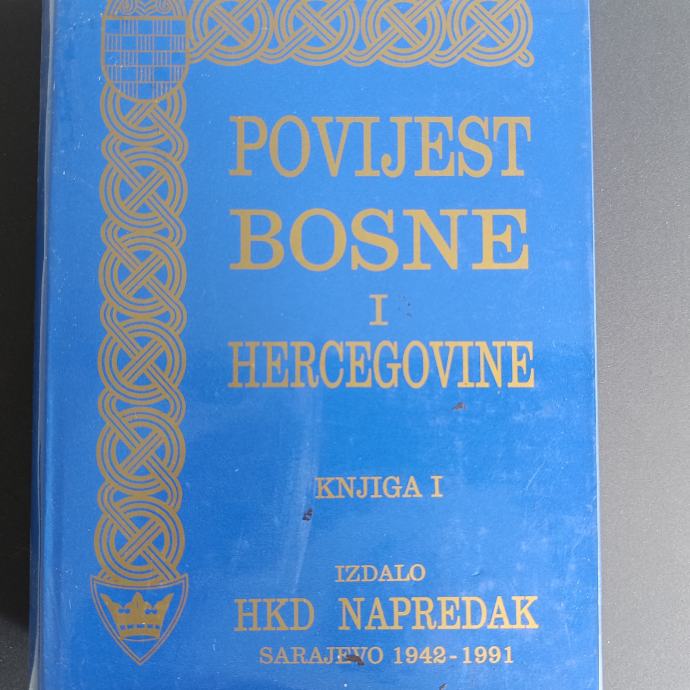 POVIJEST
BOSNE
I
HERCEGOVINE
KNJIGA I
IZDALO
HKD NAPREDAK
SARAJEVO 1942-1991